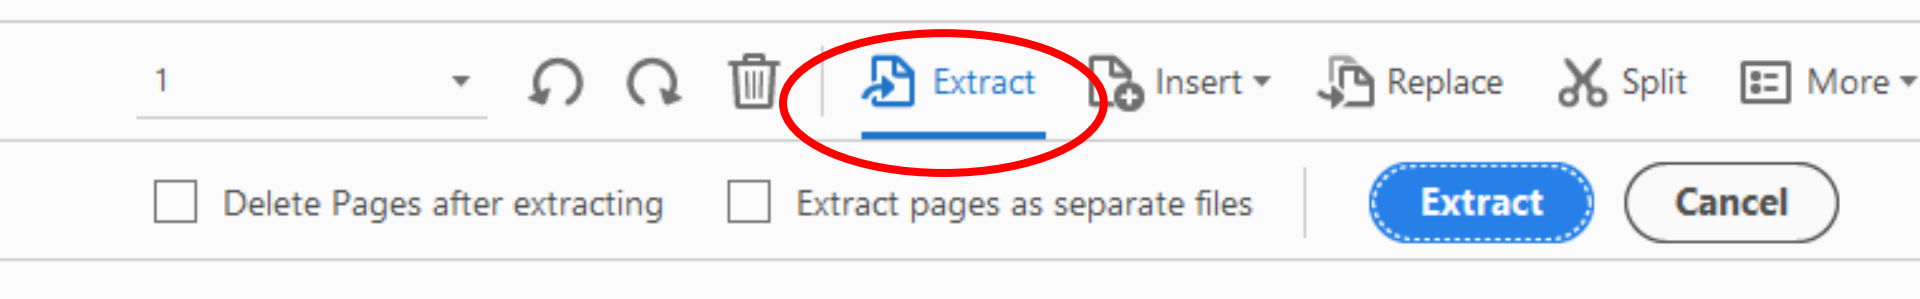 1 Extract Insert Replace Split More
Delete Pages after extracting Extract pages as separate files Extract Cancel